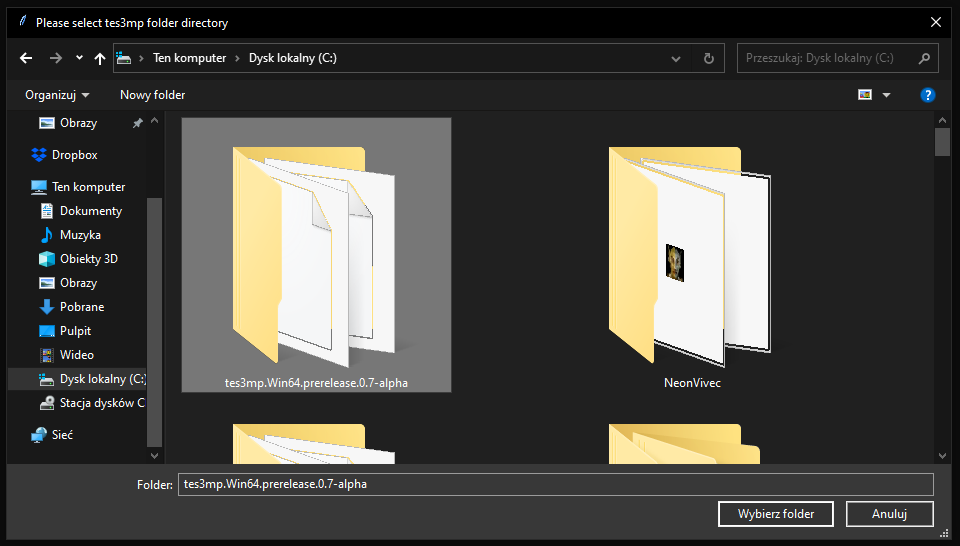 Please select tes3mp folder directory
Ten komputer
Dysk lokalny (C:)
Przeszukaj: Dysk lokalny (C:)
Organizuj
Nowy folder
Obrazy
Dropbox
Ten komputer
Dokumenty
Muzyka
Obiekty 3D
Obrazy
Pobrane
Pulpit
Wideo
Dysk lokalny (C:)
Stacja dysków C
Sieć
tes3mp.Win64.prerelease.0.7-alpha
NeonVivec
Folder: tes3mp.Win64.prerelease.0.7-alpha
Wybierz folder
Anuluj